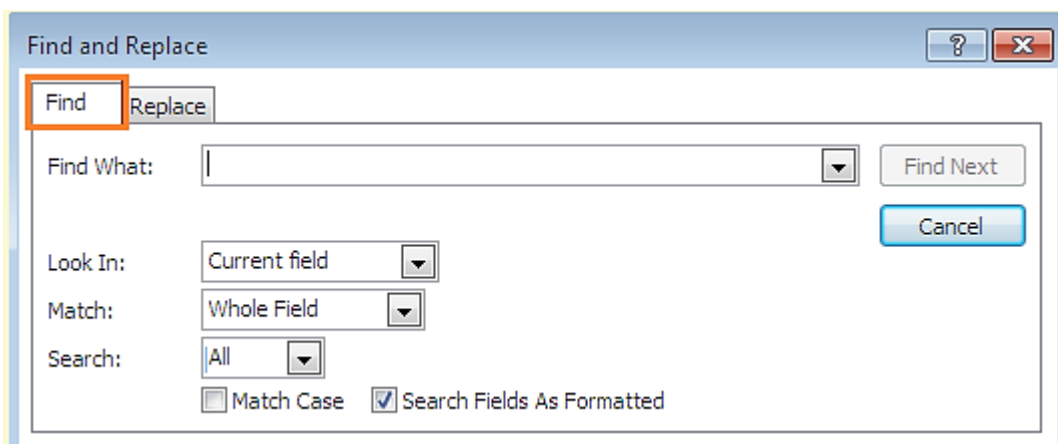 Find and Replace
?
Find
Replace
Find What:
Find Next
Cancel
Look In:
Current field
Match:
Whole Field
Search:
All
Match Case
Search Fields As Formatted